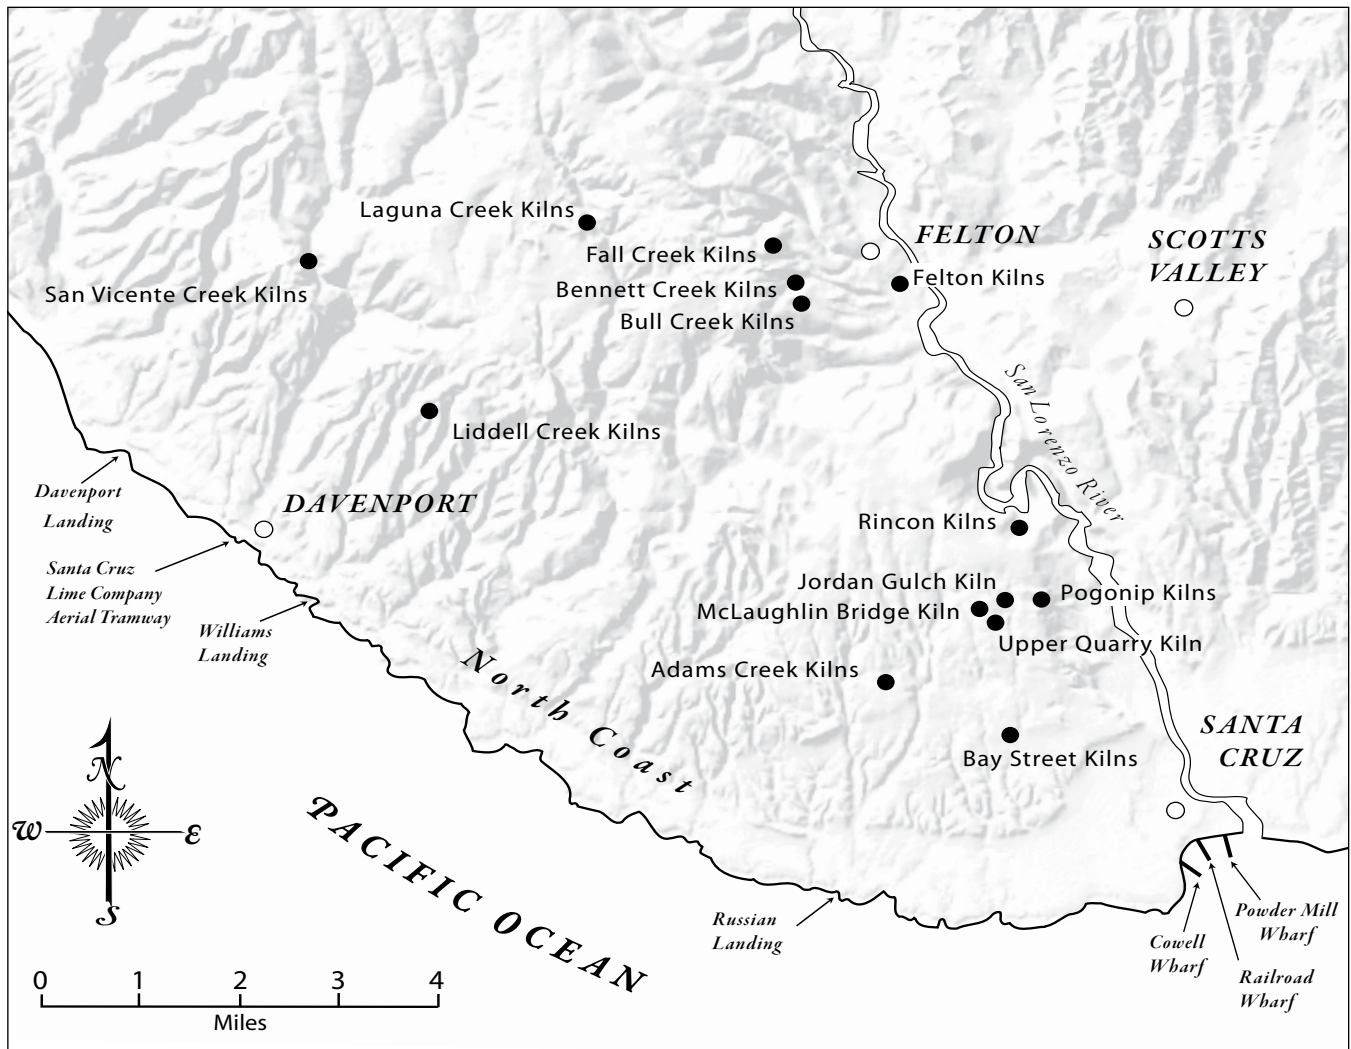 Laguna Creek Kilns
FELTON
SCOTTS
VALLEY
Fall Creek Kilns
Felton Kilns
San Vicente Creek Kilns
Bennett Creek Kilns
Bull Creek Kilns
San Lorenzo River
Liddell Creek Kilns
Davenport
Landing
DAVENPORT
Rincon Kilns
Santa Cruz
Lime Company
Aerial Tramway
Jordan Gulch Kiln
Pogonip Kilns
McLaughlin Bridge Kiln
Williams
Landing
Upper Quarry Kiln
North Coast
Adams Creek Kilns
SANTA
CRUZ
Bay Street Kilns
N
W
E
S
PACIFIC OCEAN
Russian
Landing
Powder Mill
Wharf
Cowell
Wharf
Railroad
Wharf
0 1 2 3 4
Miles